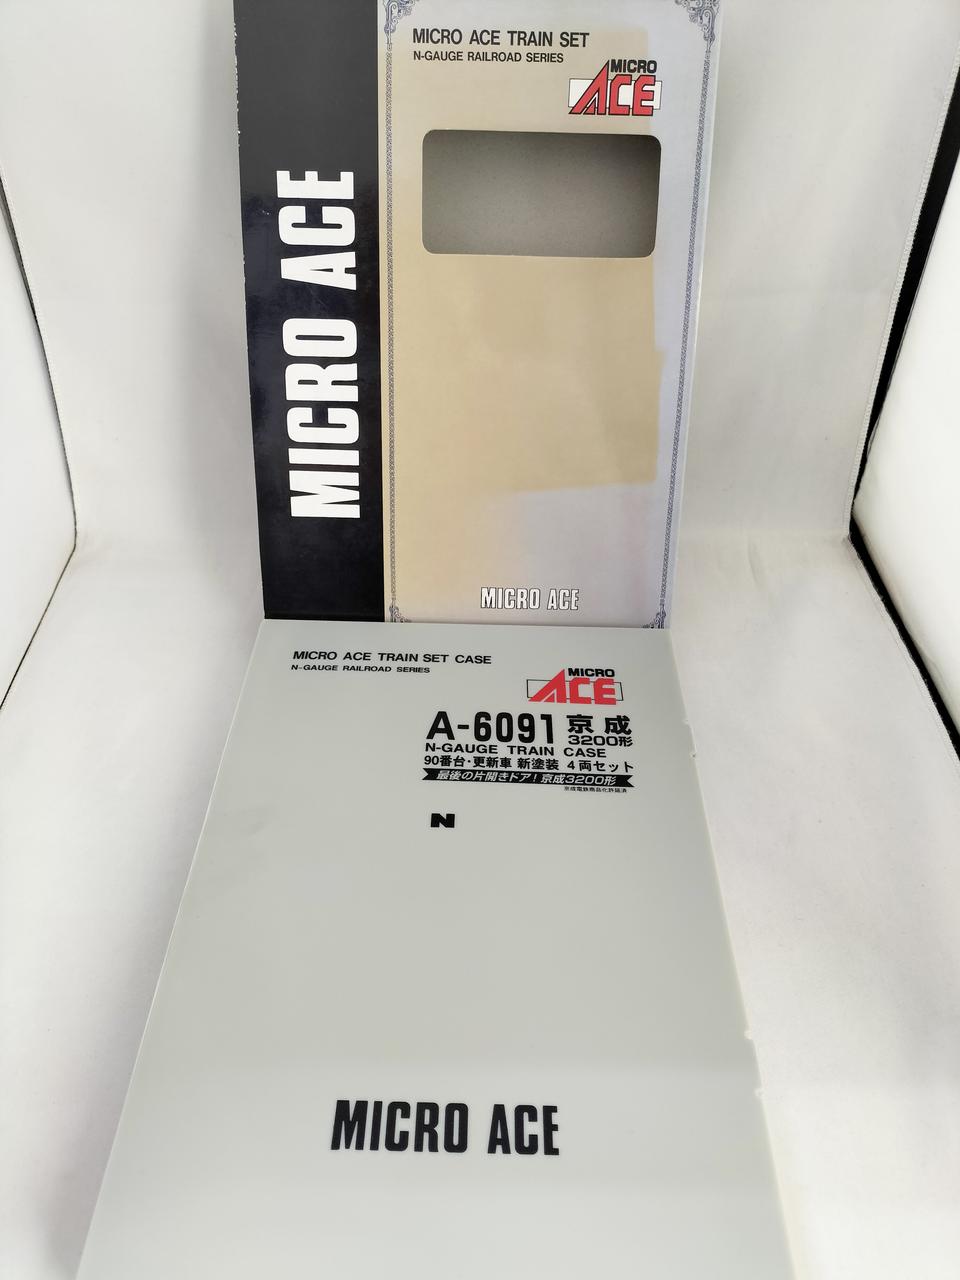 MICRO ACE TRAIN SET
N-GAUGE RAILROAD SERIES
MICRO
ACE
MICRO ACE
MICRO ACE
MICRO ACE TRAIN SET CASE
N-GAUGE RAILROAD SERIES
MICRO
ACE
A-6091 京成
3200形
N-GAUGE TRAIN CASE
90番台・更新車 新塗装 4両セット
最後の片開きドア!京成3200形
京成電鉄商品化許諾済
N
MICRO ACE